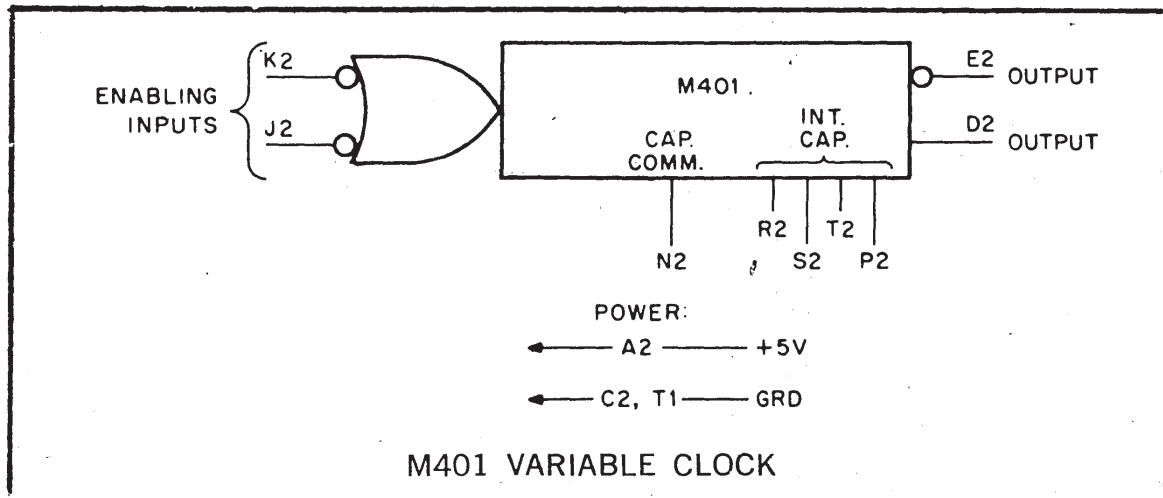 K2
ENABLING
INPUTS
J2
M401.
CAP.
COMM.
INT.
CAP.
E2 OUTPUT
D2 OUTPUT
R2 T2
N2 S2 P2
POWER:
A2 +5V
C2, T1 GRD
M401 VARIABLE CLOCK